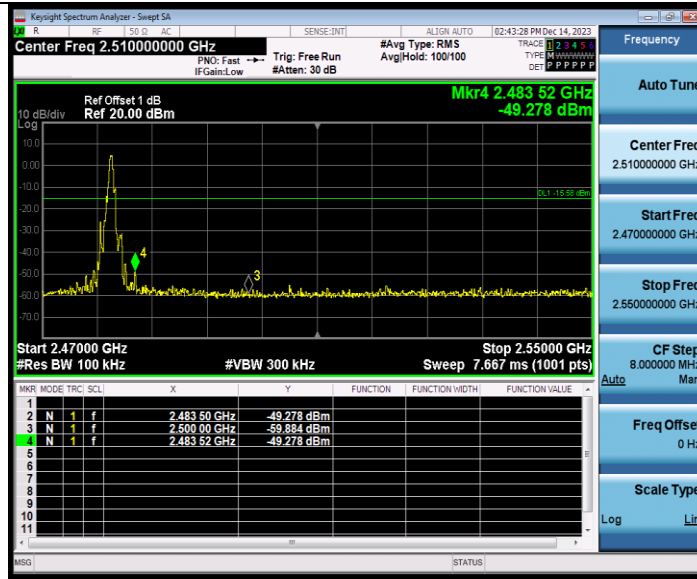 Keysight Spectrum Analyzer - Swept SA
R RF 50 Ω AC SENSE:INT ALIGN AUTO 02:43:28 PM Dec 14, 2023
Center Freq 2.510000000 GHz
PNO: Fast
IFGain:Low
Trig: Free Run
#Atten: 30 dB
#Avg Type: RMS
Avg|Hold: 100/100
TRACE 1 2 3 4 5 6
TYPE M
DET P P P P P P
Mkr4 2.483 52 GHz
-49.278 dBm
Ref Offset 1 dB
10 dB/div Ref 20.00 dBm
Log
10.0
0.00
-10.0
DL1 -15.58 dBm
-20.0
-30.0
-40.0
4
-50.0
3
-60.0
-70.0
Start 2.47000 GHz Stop 2.55000 GHz
#Res BW 100 kHz #VBW 300 kHz Sweep 7.667 ms (1001 pts)
MKR MODE TRC SCL X Y FUNCTION FUNCTION WIDTH FUNCTION VALUE
1
2 N 1 f 2.483 50 GHz -49.278 dBm
3 N 1 f 2.500 00 GHz -59.884 dBm
4 N 1 f 2.483 52 GHz -49.278 dBm
5
6
7
8
9
10
11
MSG STATUS
Frequency
Auto Tune
Center Freq
2.510000000 GHz
Start Freq
2.470000000 GHz
Stop Freq
2.550000000 GHz
CF Step
8.000000 MHz
Auto Man
Freq Offset
0 Hz
Scale Type
Log Lin